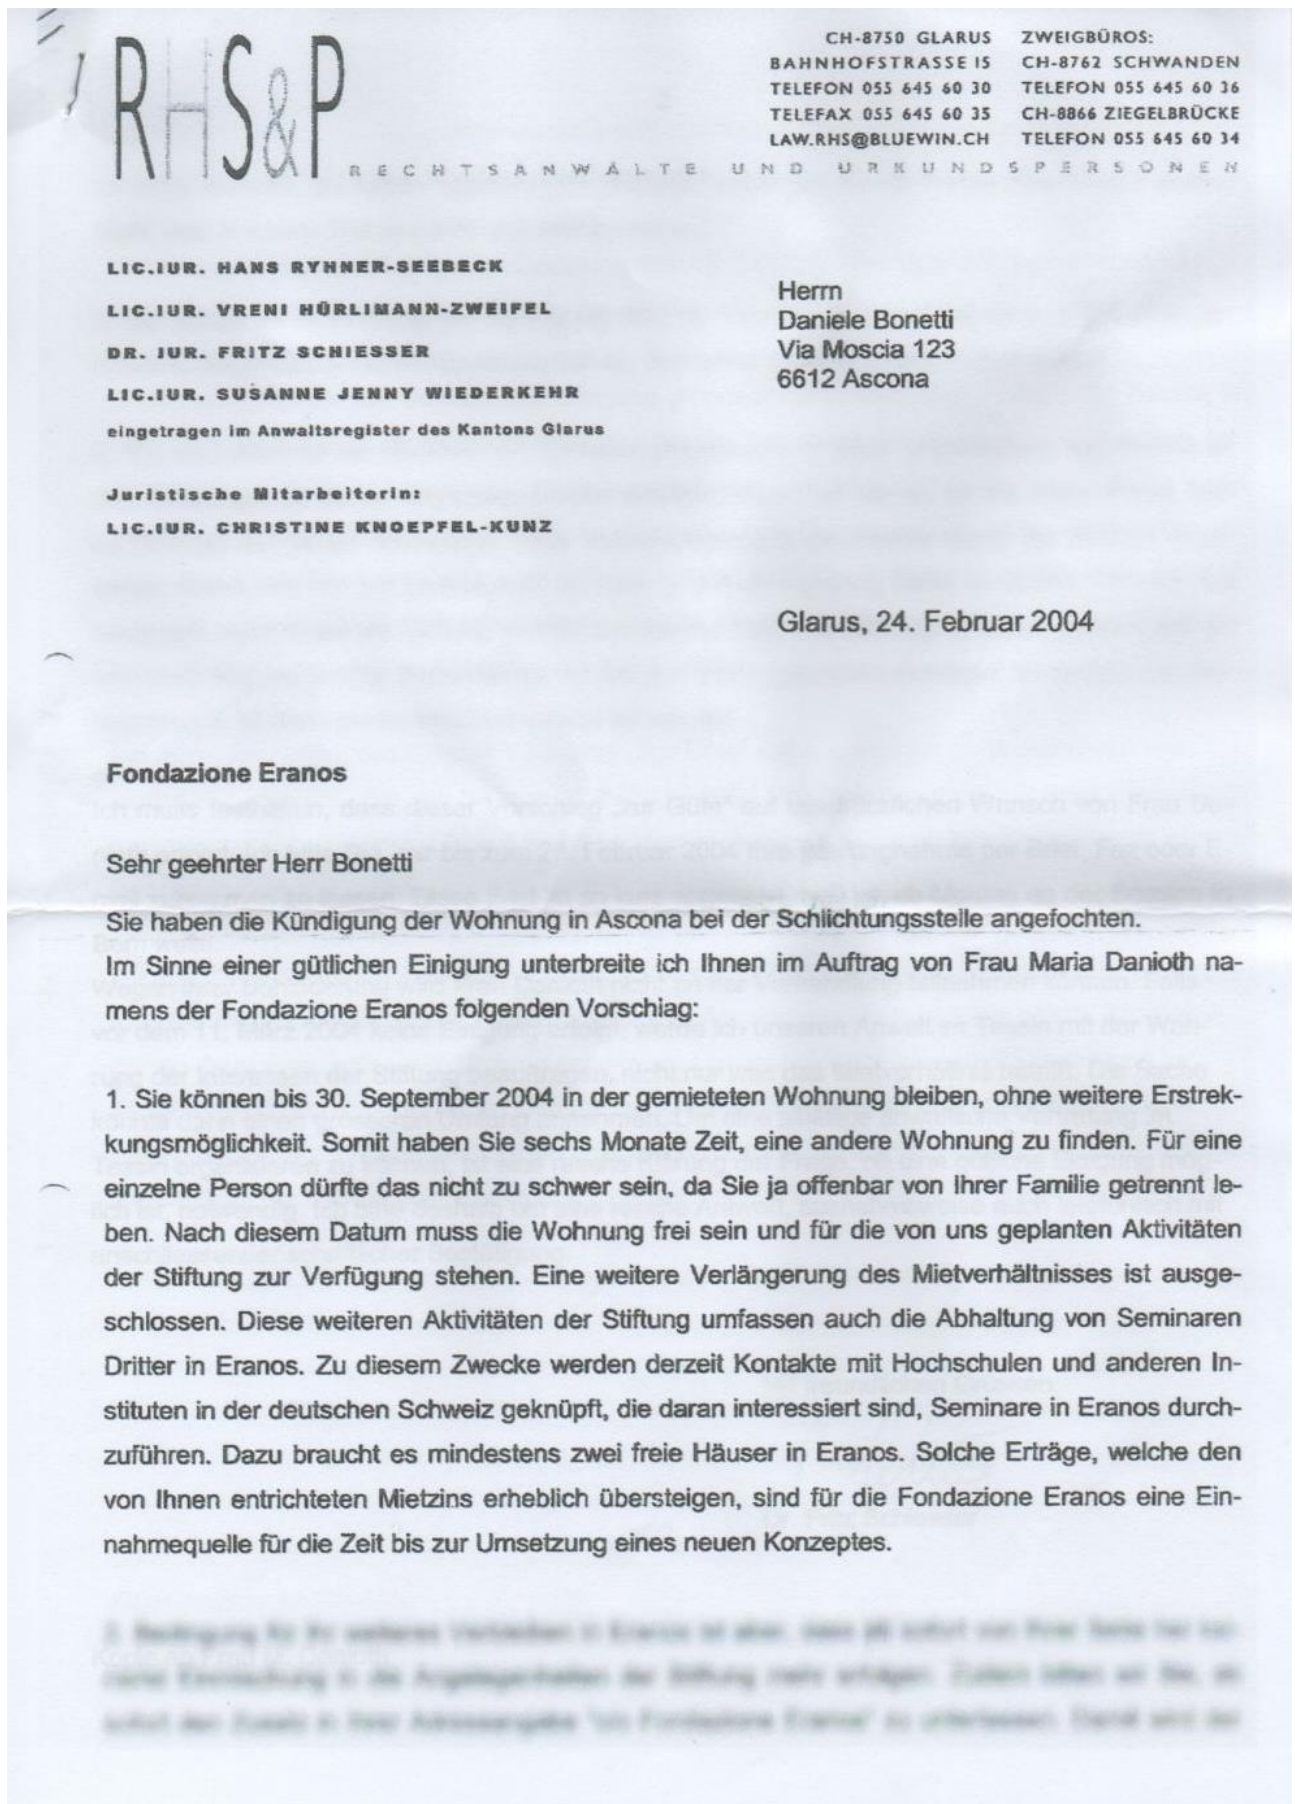 RHS&P
CH-8750 GLARUS
BAHNHOFSTRASSE 15
TELEFON 055 645 60 30
TELEFAX 055 645 60 35
LAW.RHS@BLUEWIN.CH
ZWEIGBÜROS:
CH-8762 SCHWANDEN
TELEFON 055 645 60 36
CH-8866 ZIEGELBRÜCKE
TELEFON 055 645 60 34
RECHTSANWÄLTE UND URKUNDSPERSONEN
LIC.IUR. HANS RYHNER-SEEBECK
LIC.IUR. VRENI HÜRLIMANN-ZWEIFEL
DR. IUR. FRITZ SCHIESSER
LIC.IUR. SUSANNE JENNY WIEDERKEHR
eingetragen im Anwaltsregister des Kantons Glarus
Juristische Mitarbeiterin:
LIC.IUR. CHRISTINE KNOEPFEL-KUNZ
Herrn
Daniele Bonetti
Via Moscia 123
6612 Ascona
Glarus, 24. Februar 2004
Fondazione Eranos
Sehr geehrter Herr Bonetti
Sie haben die Kündigung der Wohnung in Ascona bei der Schlichtungsstelle angefochten.
Im Sinne einer gütlichen Einigung unterbreite ich Ihnen im Auftrag von Frau Maria Danioth na-
mens der Fondazione Eranos folgenden Vorschlag:
1. Sie können bis 30. September 2004 in der gemieteten Wohnung bleiben, ohne weitere Erstrek-
kungsmöglichkeit. Somit haben Sie sechs Monate Zeit, eine andere Wohnung zu finden. Für eine
einzelne Person dürfte das nicht zu schwer sein, da Sie ja offenbar von Ihrer Familie getrennt le-
ben. Nach diesem Datum muss die Wohnung frei sein und für die von uns geplanten Aktivitäten
der Stiftung zur Verfügung stehen. Eine weitere Verlängerung des Mietverhältnisses ist ausge-
schlossen. Diese weiteren Aktivitäten der Stiftung umfassen auch die Abhaltung von Seminaren
Dritter in Eranos. Zu diesem Zwecke werden derzeit Kontakte mit Hochschulen und anderen In-
stituten in der deutschen Schweiz geknüpft, die daran interessiert sind, Seminare in Eranos durch-
zuführen. Dazu braucht es mindestens zwei freie Häuser in Eranos. Solche Erträge, welche den
von Ihnen entrichteten Mietzins erheblich übersteigen, sind für die Fondazione Eranos eine Ein-
nahmequelle für die Zeit bis zur Umsetzung eines neuen Konzeptes.